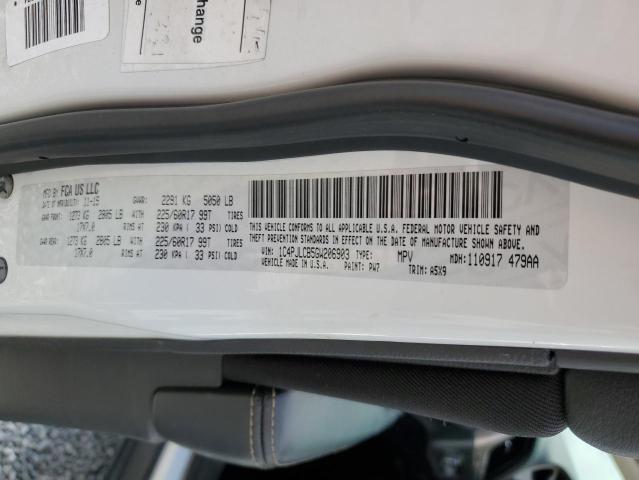 change
MFD BY FCA US LLC
DATE OF MFR/BUILT: 11-15 GVWR: 2291 KG 5050 LB
GAWR FRONT: 1273 KG 2805 LB 225/60R17 99T TIRES
17X7.0 RIMS AT 230 KPA ( 33 PSI) COLD
GAWR REAR: 1273 KG 2805 LB 225/60R17 99T TIRES
17X7.0 RIMS AT 230 KPA ( 33 PSI) COLD
THIS VEHICLE CONFORMS TO ALL APPLICABLE U.S.A. FEDERAL MOTOR VEHICLE SAFETY AND
THEFT PREVENTION STANDARDS IN EFFECT ON THE DATE OF MANUFACTURE SHOWN ABOVE.
VIN: 1C4PJLCB5GW206903 TYPE: MPV MDH: 110917 479AA
VEHICLE MADE IN U.S.A. PAINT: PW7 TRIM: A5X9